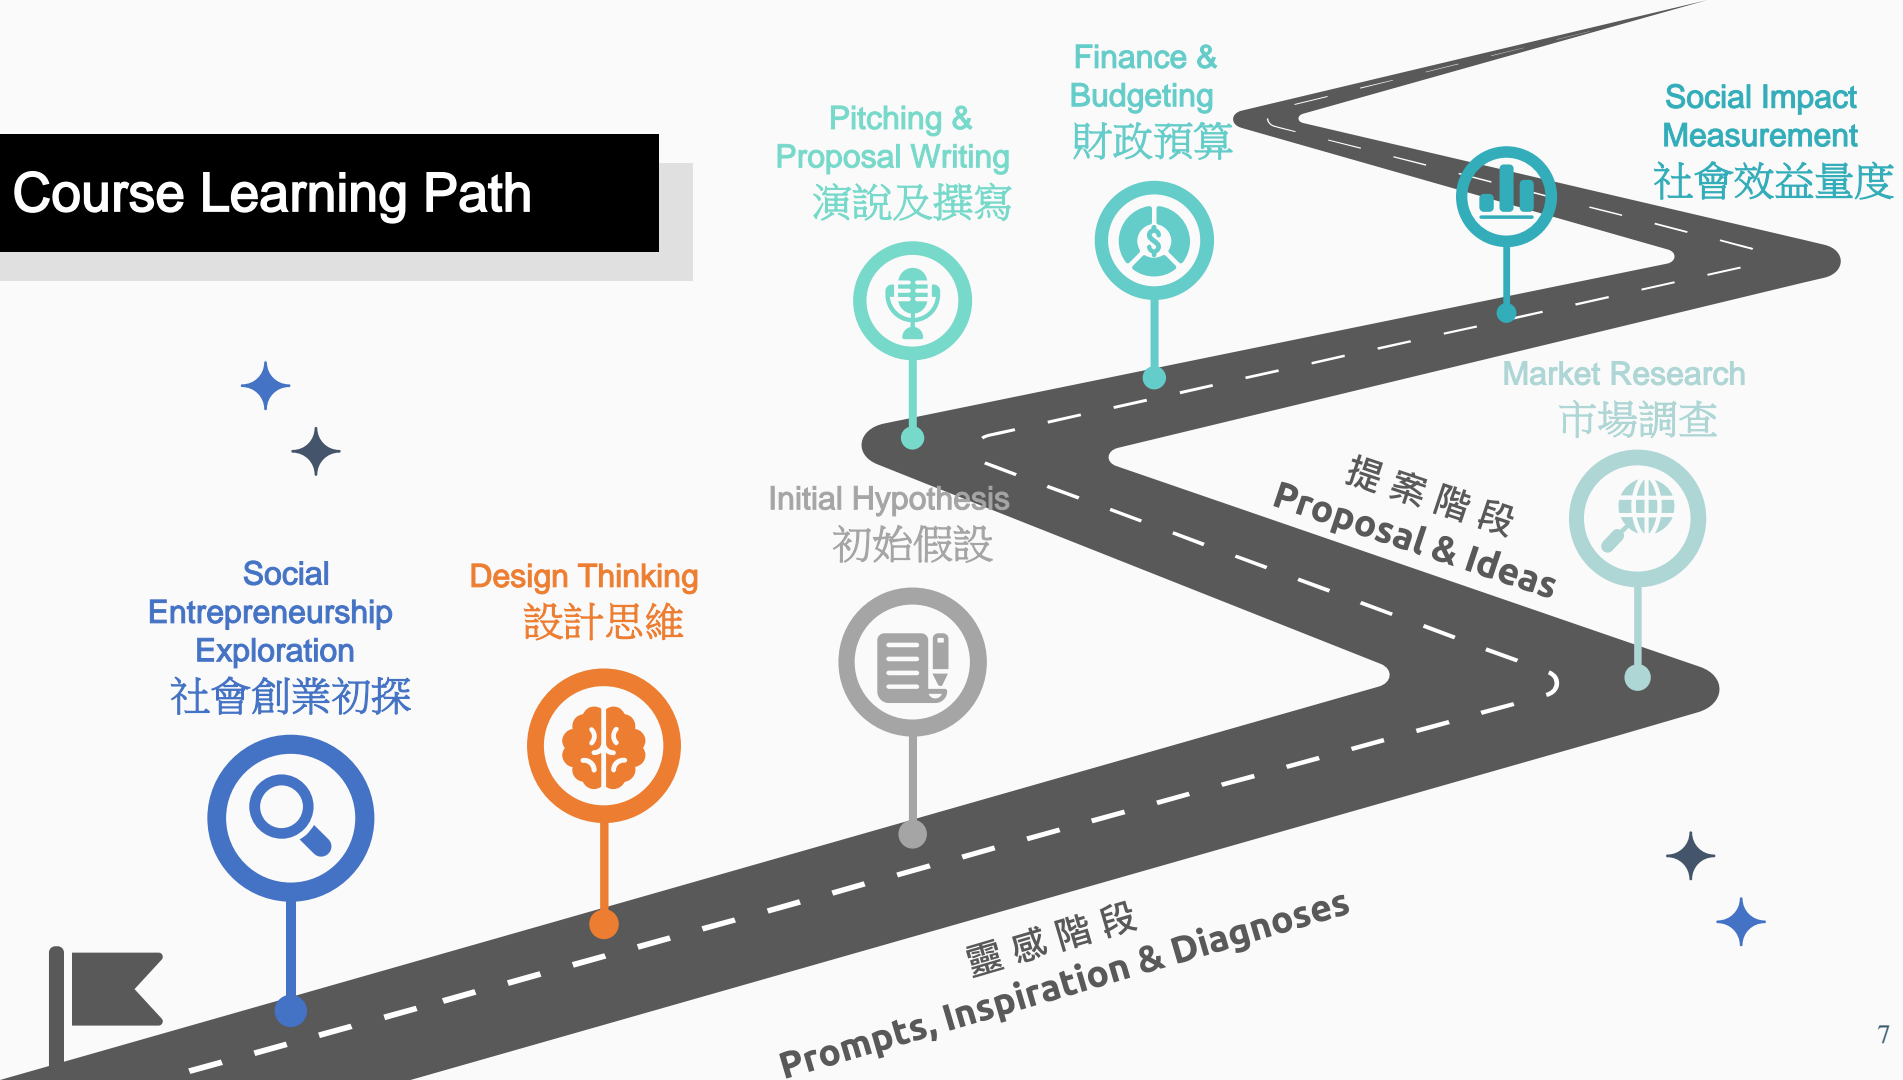 Course Learning Path
Social
Entrepreneurship
Exploration
社會創業初探
Design Thinking
設計思維
Initial Hypothesis
初始假設
Market Research
市場調查
Pitching &
Proposal Writing
演說及撰寫
Finance &
Budgeting
財政預算
Social Impact
Measurement
社會效益量度
提案階段
Proposal & Ideas
靈感階段
Prompts, Inspiration & Diagnoses
$
7